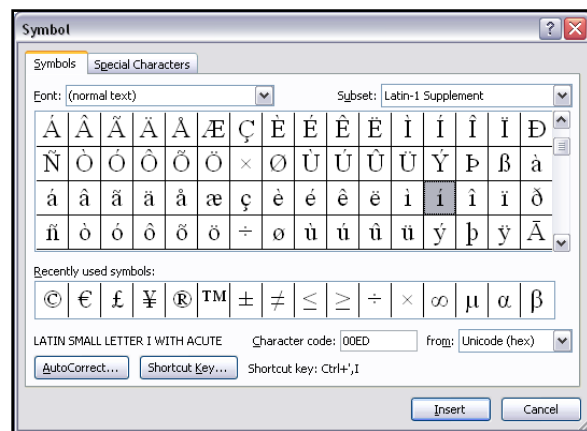 Symbol
Symbols Special Characters
Font: (normal text) Subset: Latin-1 Supplement
Á Â Ã Ä Å Æ Ç È É Ê Ë Ì Í Î Ï Ð
Ñ Ò Ó Ô Õ Ö × Ø Ù Ú Û Ü Ý Þ ß à
á â ã ä å æ ç è é ê ë ì í î ï ð
ñ ò ó ô õ ö ÷ ø ù ú û ü ý þ ÿ Ā
Recently used symbols:
© € £ ¥ ® ™ ± ≠ ≤ ≥ ÷ × ∞ µ α β
LATIN SMALL LETTER I WITH ACUTE Character code: 00ED from: Unicode (hex)
AutoCorrect... Shortcut Key... Shortcut key: Ctrl+',I
Insert Cancel